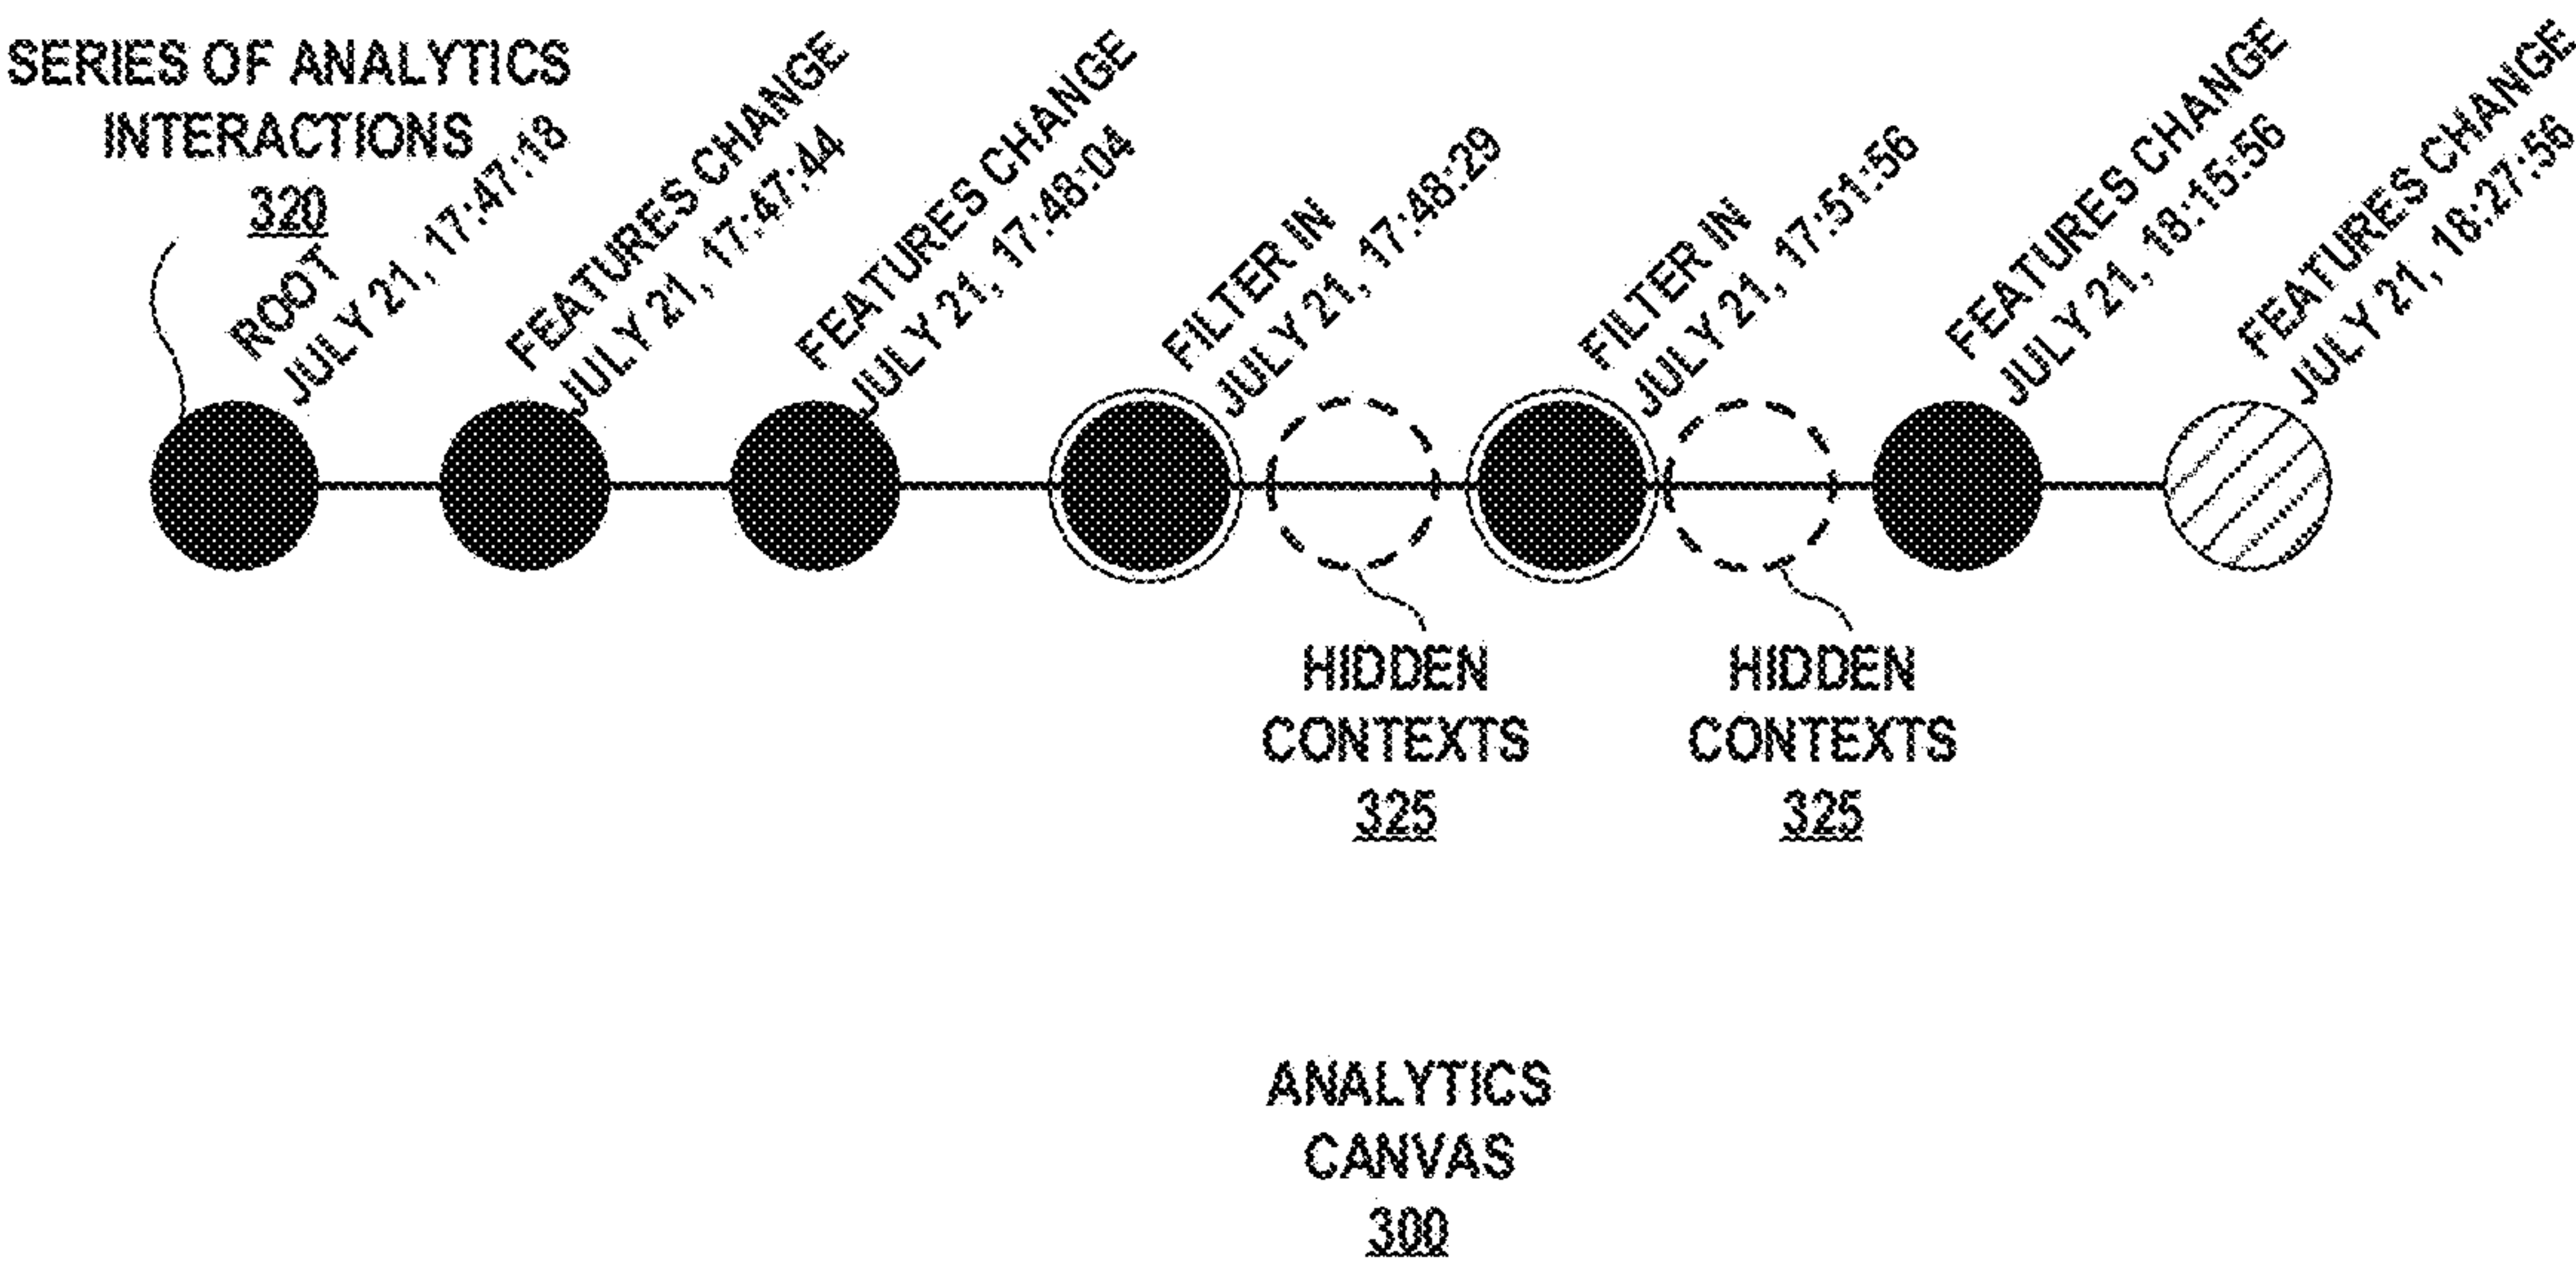 SERIES OF ANALYTICS
INTERACTIONS
320
ROOT
JULY 21, 17:47:18
FEATURES CHANGE
JULY 21, 17:47:44
FEATURES CHANGE
JULY 21, 17:48:04
FILTER IN
JULY 21, 17:48:29
FILTER IN
JULY 21, 17:51:56
FEATURES CHANGE
JULY 21, 18:15:56
FEATURES CHANGE
JULY 21, 18:27:56
HIDDEN
CONTEXTS
325
HIDDEN
CONTEXTS
325
ANALYTICS
CANVAS
300